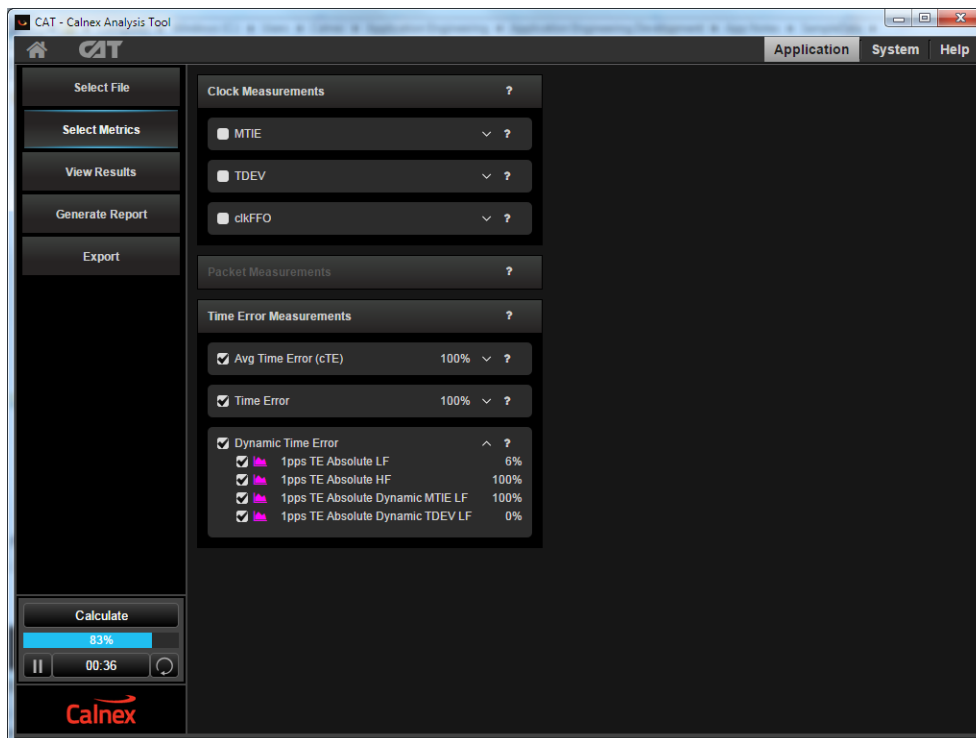 CAT - Calnex Analysis Tool
CAT
Application System Help
Select File
Select Metrics
View Results
Generate Report
Export
Clock Measurements ?
MTIE ?
TDEV ?
clkFFO ?
Packet Measurements ?
Time Error Measurements ?
Avg Time Error (cTE) 100% ?
Time Error 100% ?
Dynamic Time Error ?
1pps TE Absolute LF 6%
1pps TE Absolute HF 100%
1pps TE Absolute Dynamic MTIE LF 100%
1pps TE Absolute Dynamic TDEV LF 0%
Calculate
83%
00:36
Calnex